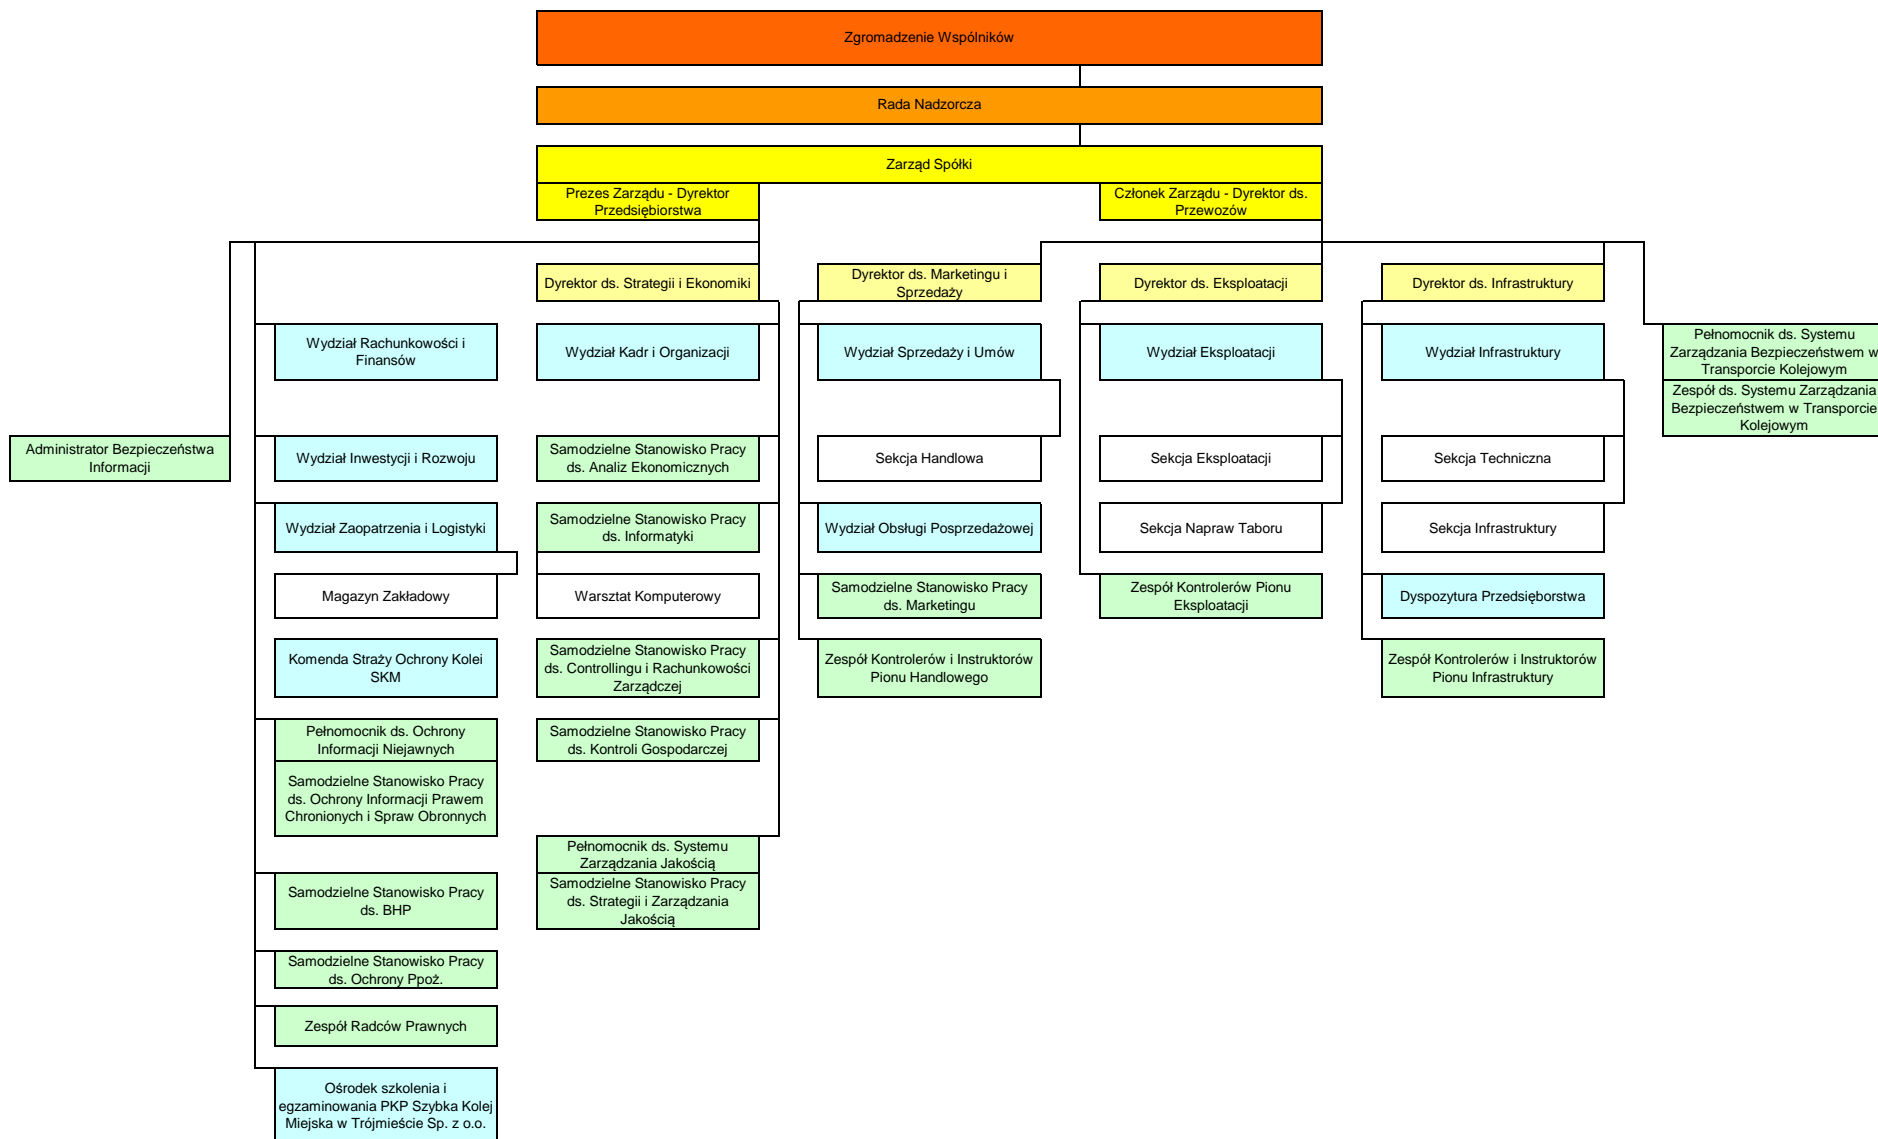 Zgromadzenie Wspólników
Rada Nadzorcza
Zarząd Spółki
Prezes Zarządu - Dyrektor
Przedsiębiorstwa
Członek Zarządu - Dyrektor ds.
Przewozów
Dyrektor ds. Strategii i Ekonomiki
Dyrektor ds. Marketingu i
Sprzedaży
Dyrektor ds. Eksploatacji
Dyrektor ds. Infrastruktury
Wydział Rachunkowości i
Finansów
Wydział Kadr i Organizacji
Wydział Sprzedaży i Umów
Wydział Eksploatacji
Wydział Infrastruktury
Pełnomocnik ds. Systemu
Zarządzania Bezpieczeństwem w
Transporcie Kolejowym
Zespół ds. Systemu Zarządzania
Bezpieczeństwem w Transporcie
Kolejowym
Administrator Bezpieczeństwa
Informacji
Wydział Inwestycji i Rozwoju
Samodzielne Stanowisko Pracy
ds. Analiz Ekonomicznych
Sekcja Handlowa
Sekcja Eksploatacji
Sekcja Techniczna
Wydział Zaopatrzenia i Logistyki
Samodzielne Stanowisko Pracy
ds. Informatyki
Wydział Obsługi Posprzedażowej
Sekcja Napraw Taboru
Sekcja Infrastruktury
Magazyn Zakładowy
Warsztat Komputerowy
Samodzielne Stanowisko Pracy
ds. Marketingu
Zespół Kontrolerów Pionu
Eksploatacji
Dyspozytura Przedsięborstwa
Komenda Straży Ochrony Kolei
SKM
Samodzielne Stanowisko Pracy
ds. Controllingu i Rachunkowości
Zarządczej
Zespół Kontrolerów i Instruktorów
Pionu Handlowego
Zespół Kontrolerów i Instruktorów
Pionu Infrastruktury
Pełnomocnik ds. Ochrony
Informacji Niejawnych
Samodzielne Stanowisko Pracy
ds. Kontroli Gospodarczej
Samodzielne Stanowisko Pracy
ds. Ochrony Informacji Prawem
Chronionych i Spraw Obronnych
Pełnomocnik ds. Systemu
Zarządzania Jakością
Samodzielne Stanowisko Pracy
ds. BHP
Samodzielne Stanowisko Pracy
ds. Strategii i Zarządzania
Jakością
Samodzielne Stanowisko Pracy
ds. Ochrony Ppoż.
Zespół Radców Prawnych
Ośrodek szkolenia i
egzaminowania PKP Szybka Kolej
Miejska w Trójmieście Sp. z o.o.